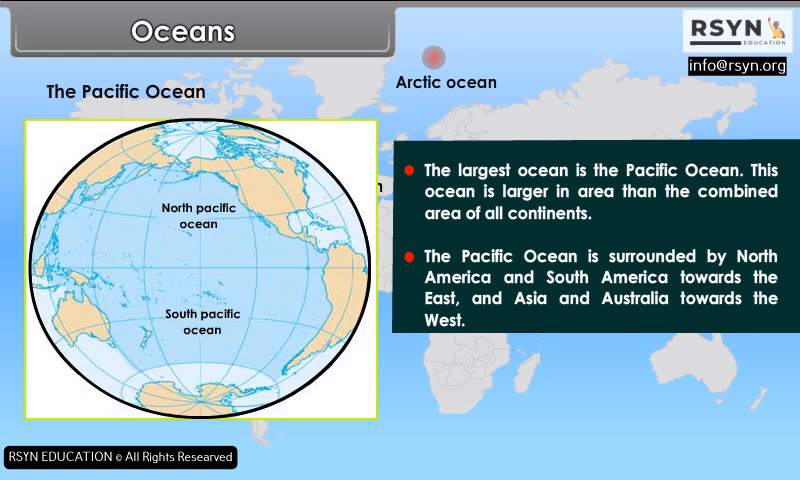 Oceans
RSYN
EDUCATION
info@rsyn.org
Arctic ocean
The Pacific Ocean
North pacific
ocean
South pacific
ocean
The largest ocean is the Pacific Ocean. This
ocean is larger in area than the combined
area of all continents.
The Pacific Ocean is surrounded by North
America and South America towards the
East, and Asia and Australia towards the
West.
RSYN EDUCATION © All Rights Researved